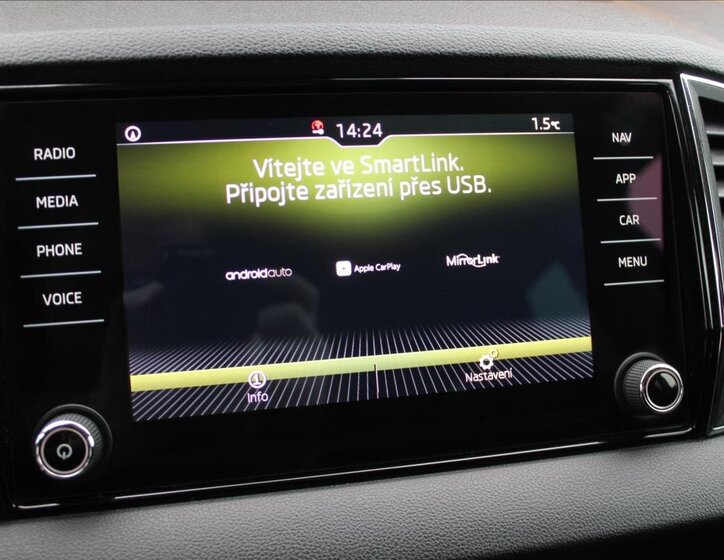 14:24
1.5°C
Vítejte ve SmartLink.
Připojte zařízení přes USB.
androidauto
Apple CarPlay
MirrorLink
Info
Nastavení
RADIO
MEDIA
PHONE
VOICE
NAV
APP
CAR
MENU